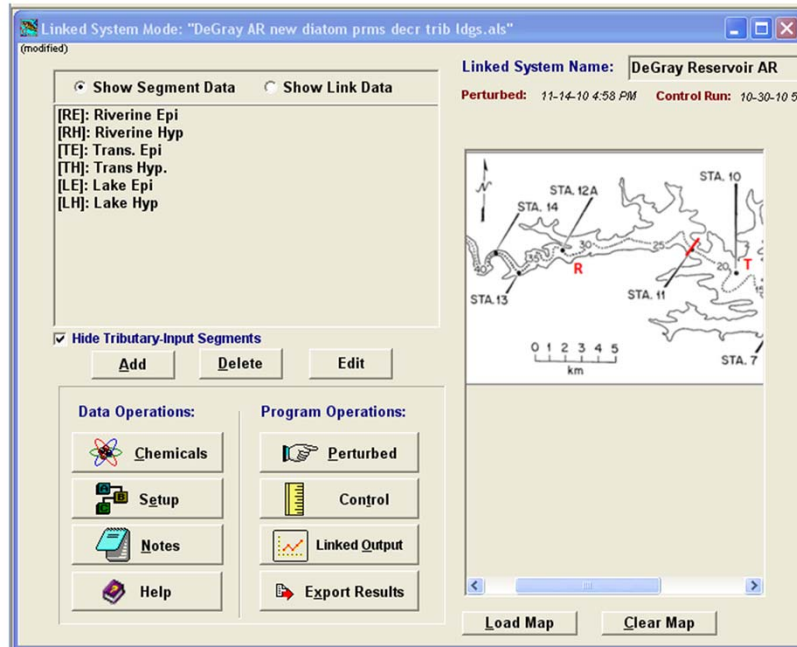 Linked System Mode: "DeGray AR new diatom prms decr trib ldgs.als"
(modified)
Show Segment Data Show Link Data
[RE]: Riverine Epi
[RH]: Riverine Hyp
[TE]: Trans. Epi
[TH]: Trans Hyp.
[LE]: Lake Epi
[LH]: Lake Hyp
Hide Tributary-Input Segments
Add Delete Edit
Data Operations:
Chemicals
Setup
Notes
Help
Program Operations:
Perturbed
Control
Linked Output
Export Results
Linked System Name: DeGray Reservoir AR
Perturbed: 11-14-10 4:58 PM Control Run: 10-30-10 5
N
STA. 14
STA. 12A
STA. 10
40
35
30
25
20
15
R
T
STA.13
STA. 11
STA. 7
0 1 2 3 4 5
km
Load Map Clear Map